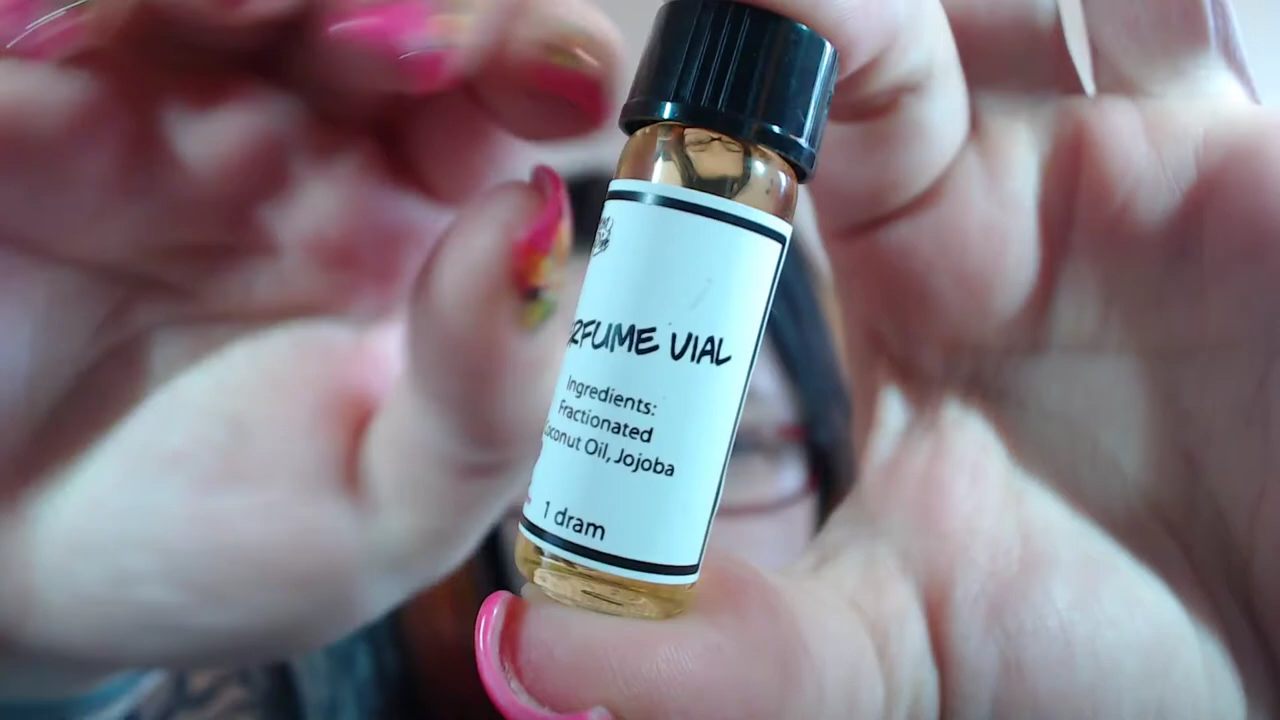 RFUME VIAL
Ingredients:
Fractionated
Coconut Oil, Jojoba
1 dram